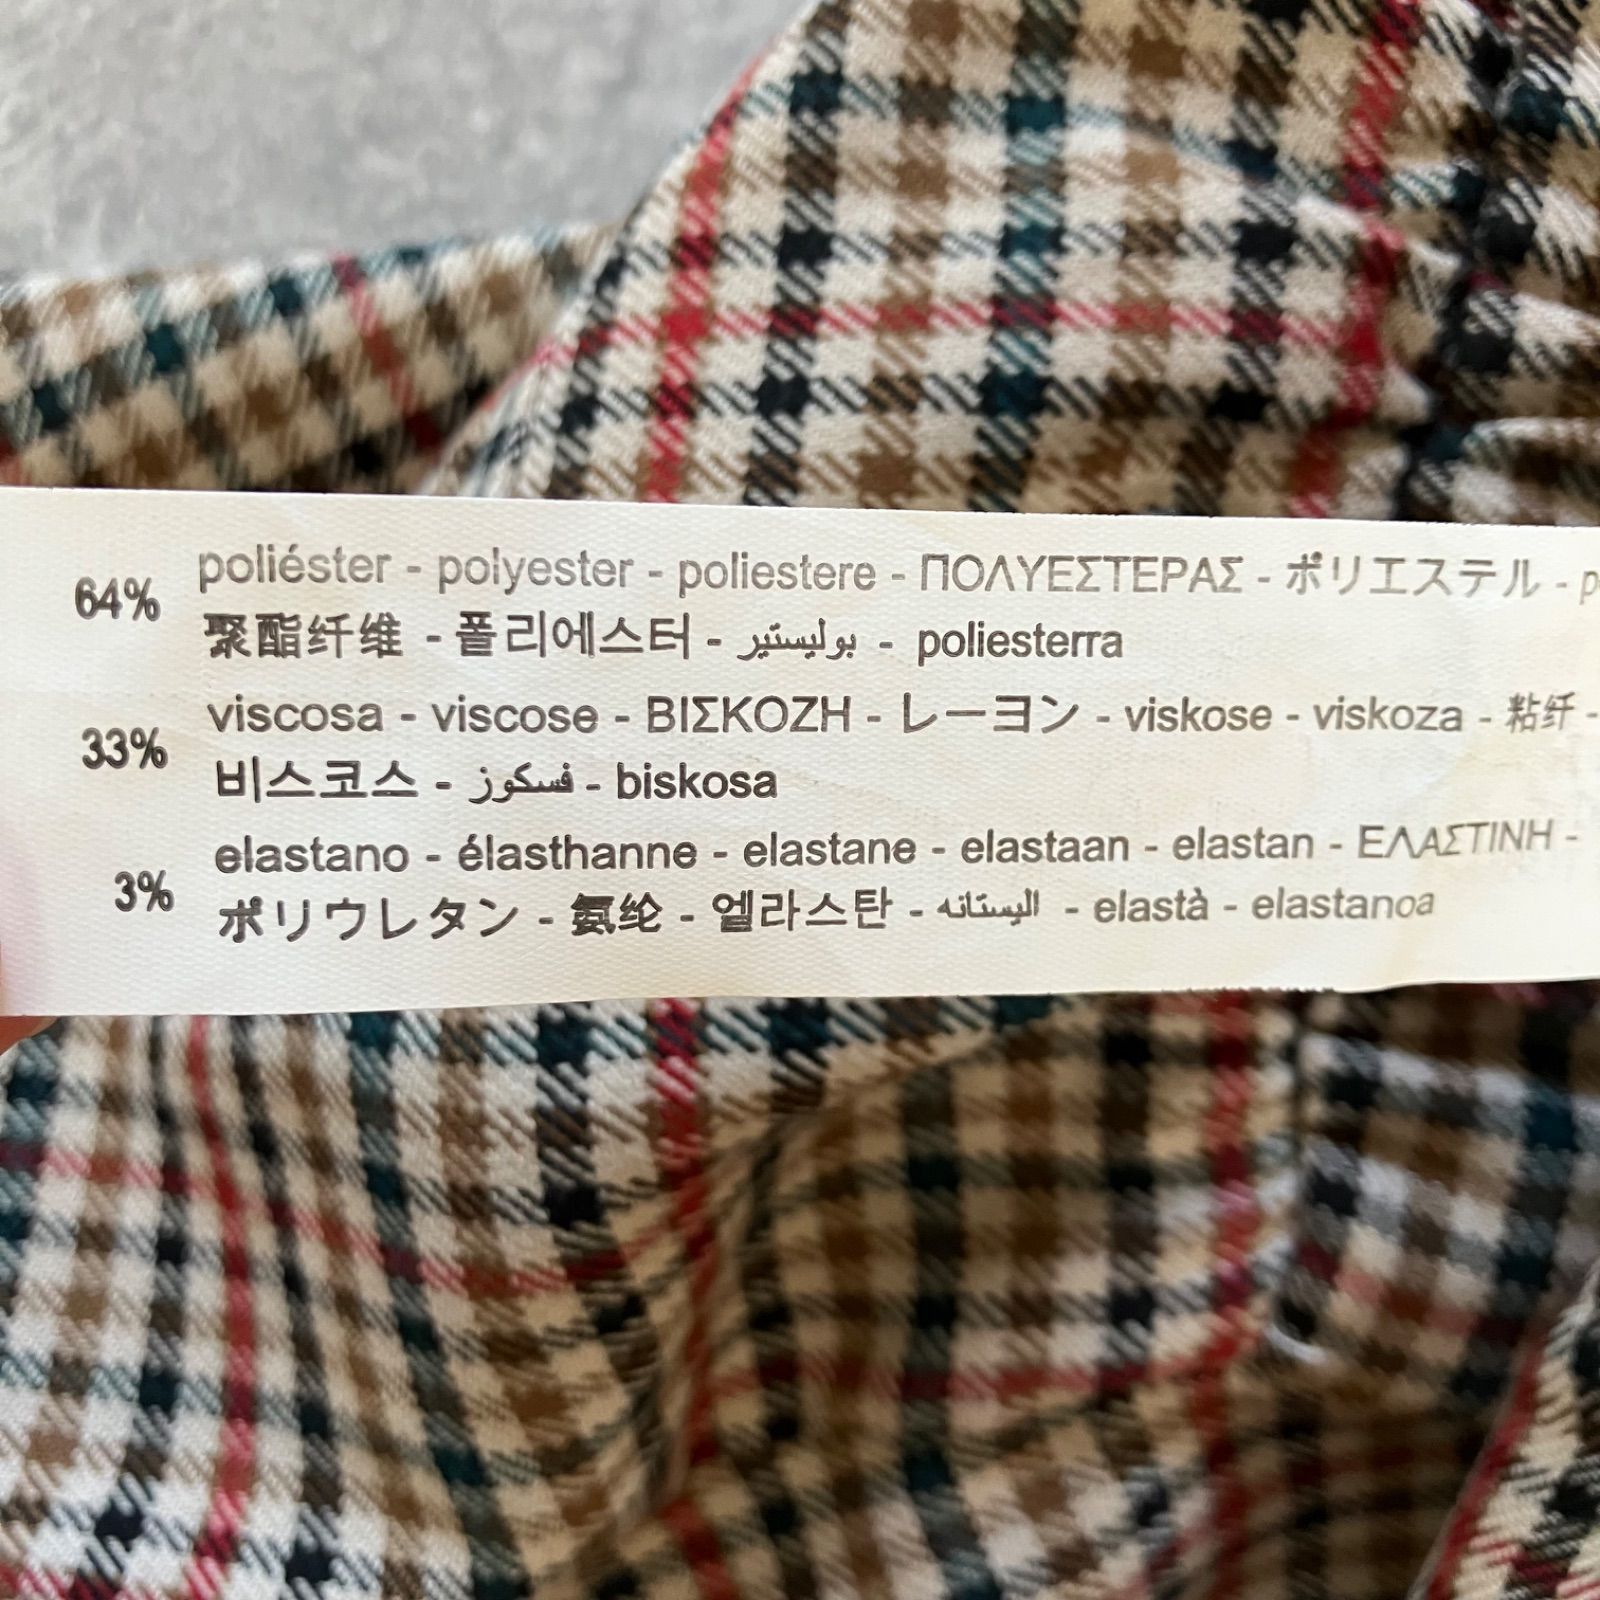 64% poliéster - polyester - poliestere - ΠΟΛΥΕΣΤΕΡΑΣ - ポリエステル - p
聚酯纤维 - 폴리에스터 - بوليستير - poliesterra
33% viscosa - viscose - ΒΙΣΚΟΖΗ - レーヨン - viskose - viskoza - 粘纤 -
비스코스 - فسكوز - biskosa
3% elastano - élasthanne - elastane - elastaan - elastan - ΕΛΑΣΤΙΝΗ -
ポリウレタン - 氨纶 - 엘라스탄 - اليستانه - elastà - elastanoa